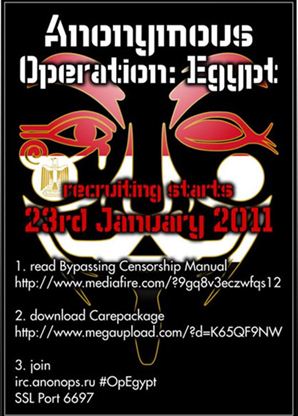 Anonymous
Operation: Egypt
recruiting starts
23rd January 2011
1. read Bypassing Censorship Manual
http://www.mediafire.com/?9gq8v3eczwfqs12
2. download Carepackage
http://www.megaupload.com/?d=K65QF9NW
3. join
irc.anonops.ru #OpEgypt
SSL Port 6697